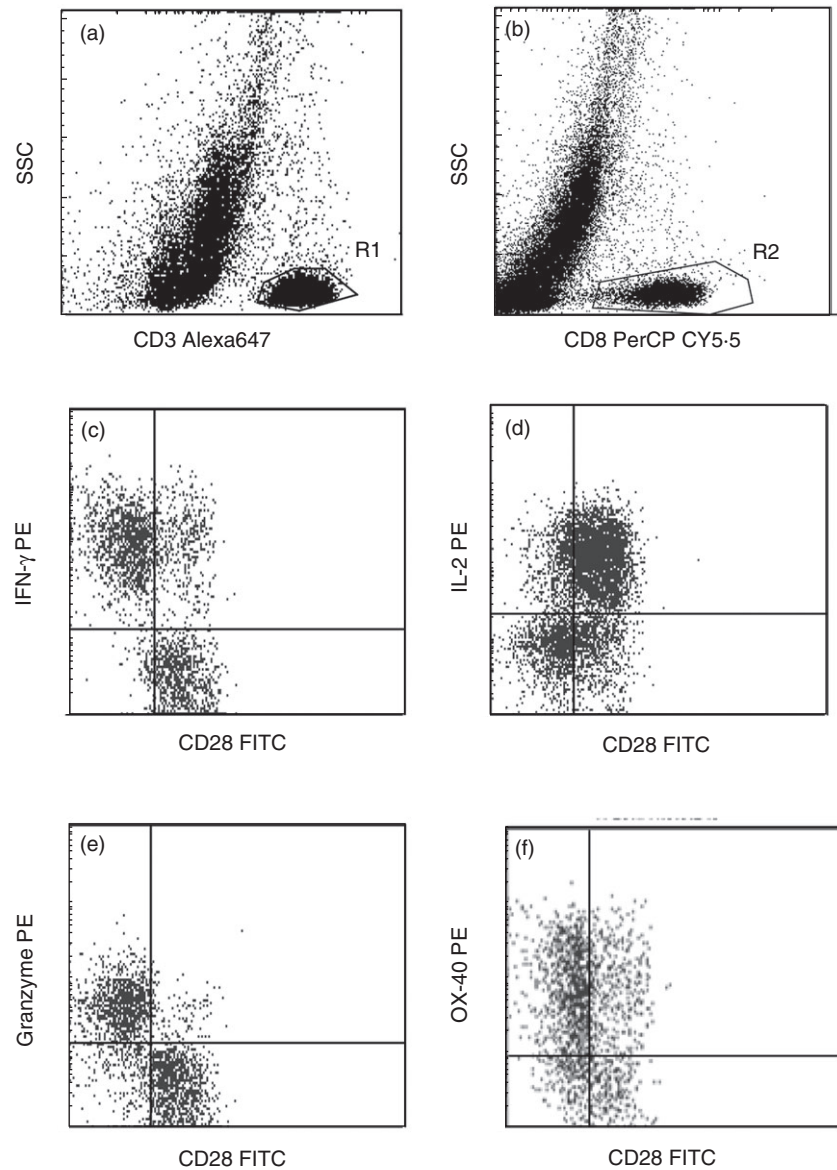 (a)
SSC
R1
CD3 Alexa647
(b)
SSC
R2
CD8 PerCP CY5·5
(c)
IFN-γ PE
CD28 FITC
(d)
IL-2 PE
CD28 FITC
(e)
Granzyme PE
CD28 FITC
(f)
OX-40 PE
CD28 FITC